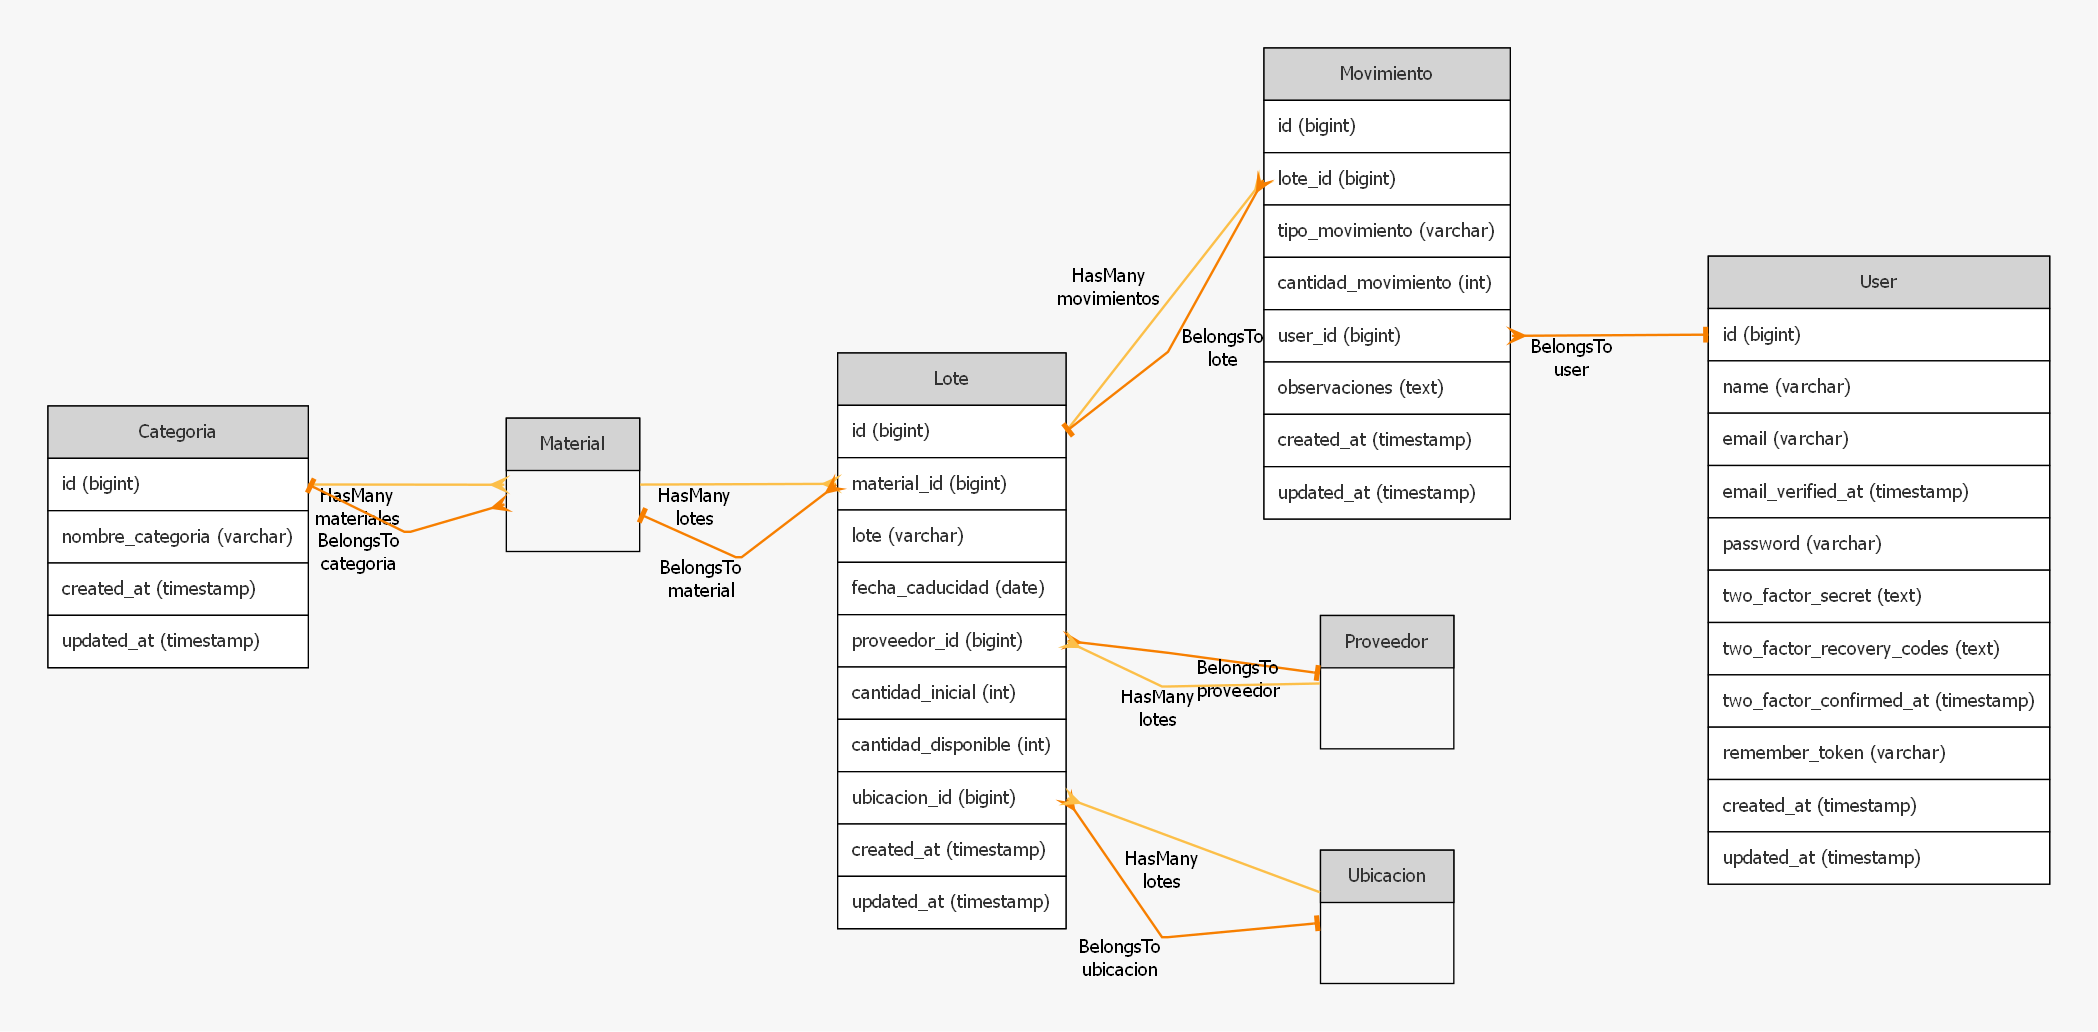 Categoria
id (bigint)
nombre_categoria (varchar)
created_at (timestamp)
updated_at (timestamp)
HasMany
materiales
BelongsTo
categoria
Material
HasMany
lotes
BelongsTo
material
Lote
id (bigint)
material_id (bigint)
lote (varchar)
fecha_caducidad (date)
proveedor_id (bigint)
cantidad_inicial (int)
cantidad_disponible (int)
ubicacion_id (bigint)
created_at (timestamp)
updated_at (timestamp)
HasMany
movimientos
BelongsTo
lote
Movimiento
id (bigint)
lote_id (bigint)
tipo_movimiento (varchar)
cantidad_movimiento (int)
user_id (bigint)
observaciones (text)
created_at (timestamp)
updated_at (timestamp)
BelongsTo
user
BelongsTo
proveedor
HasMany
lotes
Proveedor
HasMany
lotes
BelongsTo
ubicacion
Ubicacion
User
id (bigint)
name (varchar)
email (varchar)
email_verified_at (timestamp)
password (varchar)
two_factor_secret (text)
two_factor_recovery_codes (text)
two_factor_confirmed_at (timestamp)
remember_token (varchar)
created_at (timestamp)
updated_at (timestamp)